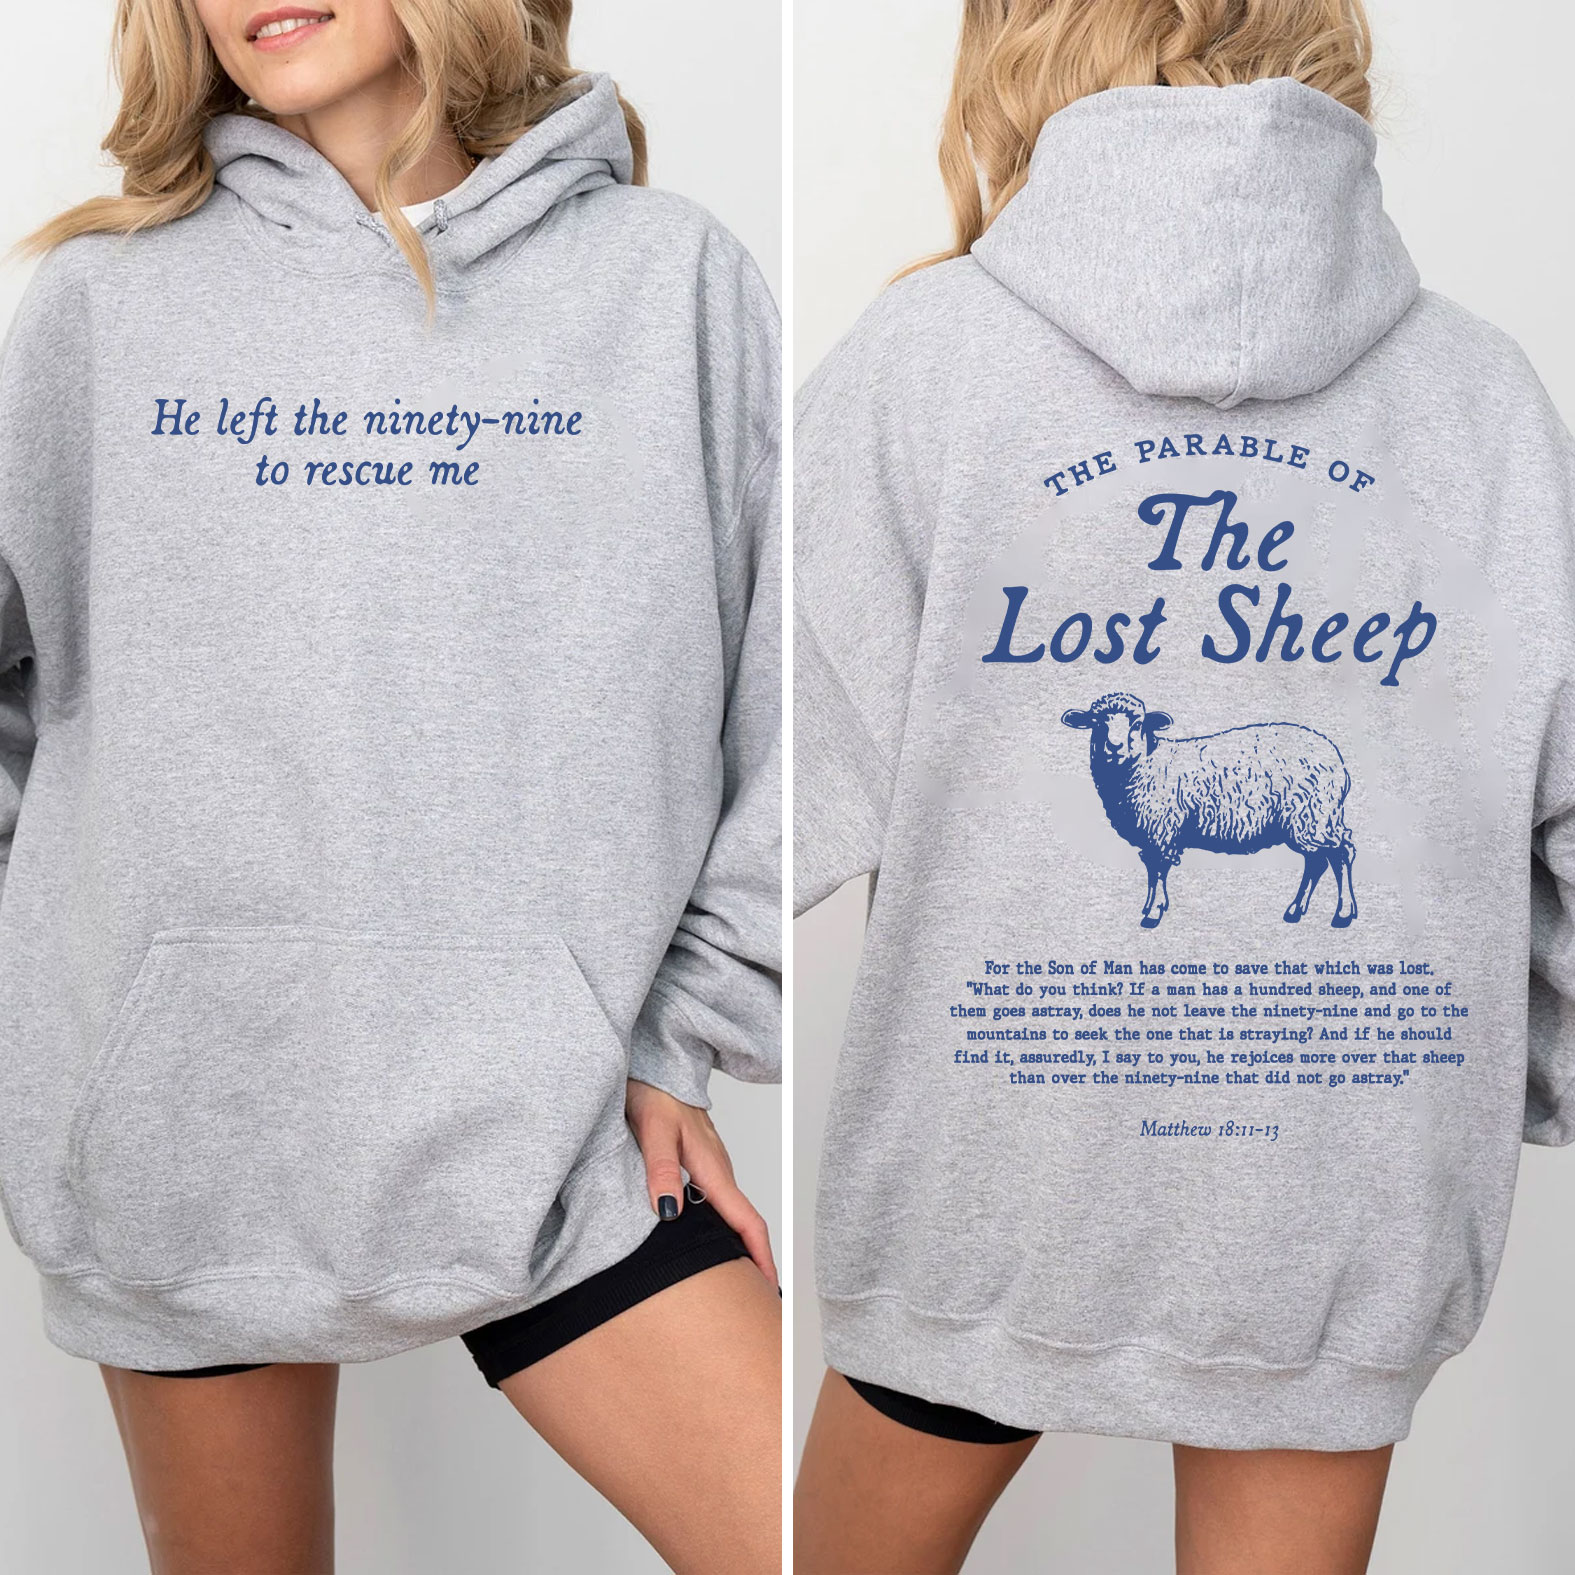 He left the ninety-nine
to rescue me
THE PARABLE OF
The
Lost Sheep
For the Son of Man has come to save that which was lost.
"What do you think? If a man has a hundred sheep, and one of
them goes astray, does he not leave the ninety-nine and go to the
mountains to seek the one that is straying? And if he should
find it, assuredly, I say to you, he rejoices more over that sheep
than over the ninety-nine that did not go astray."
Matthew 18:11-13